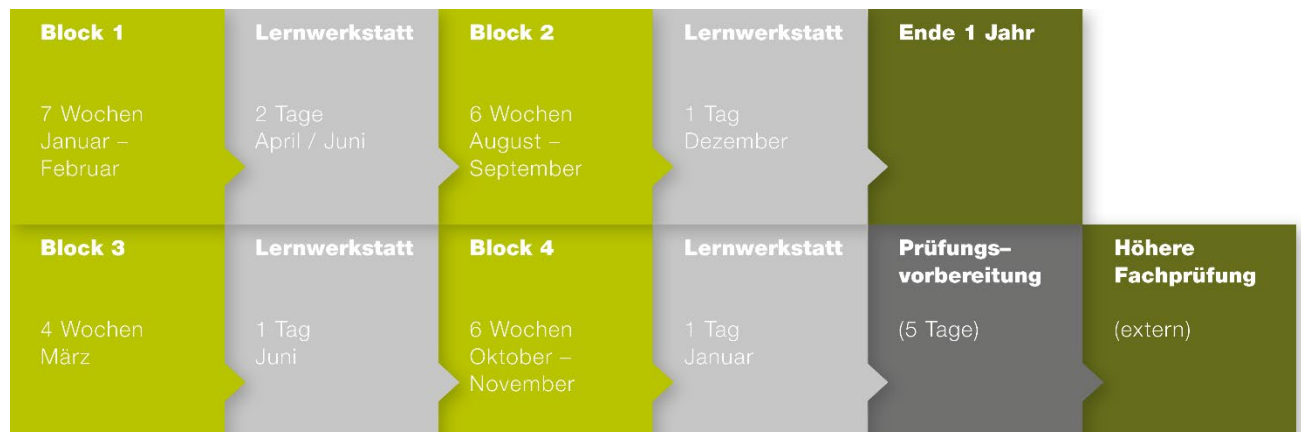 Block 1
7 Wochen
Januar –
Februar
Lernwerkstatt
2 Tage
April / Juni
Block 2
6 Wochen
August –
September
Lernwerkstatt
1 Tag
Dezember
Ende 1 Jahr
Block 3
4 Wochen
März
Lernwerkstatt
1 Tag
Juni
Block 4
6 Wochen
Oktober –
November
Lernwerkstatt
1 Tag
Januar
Prüfungs–
vorbereitung
(5 Tage)
Höhere
Fachprüfung
(extern)